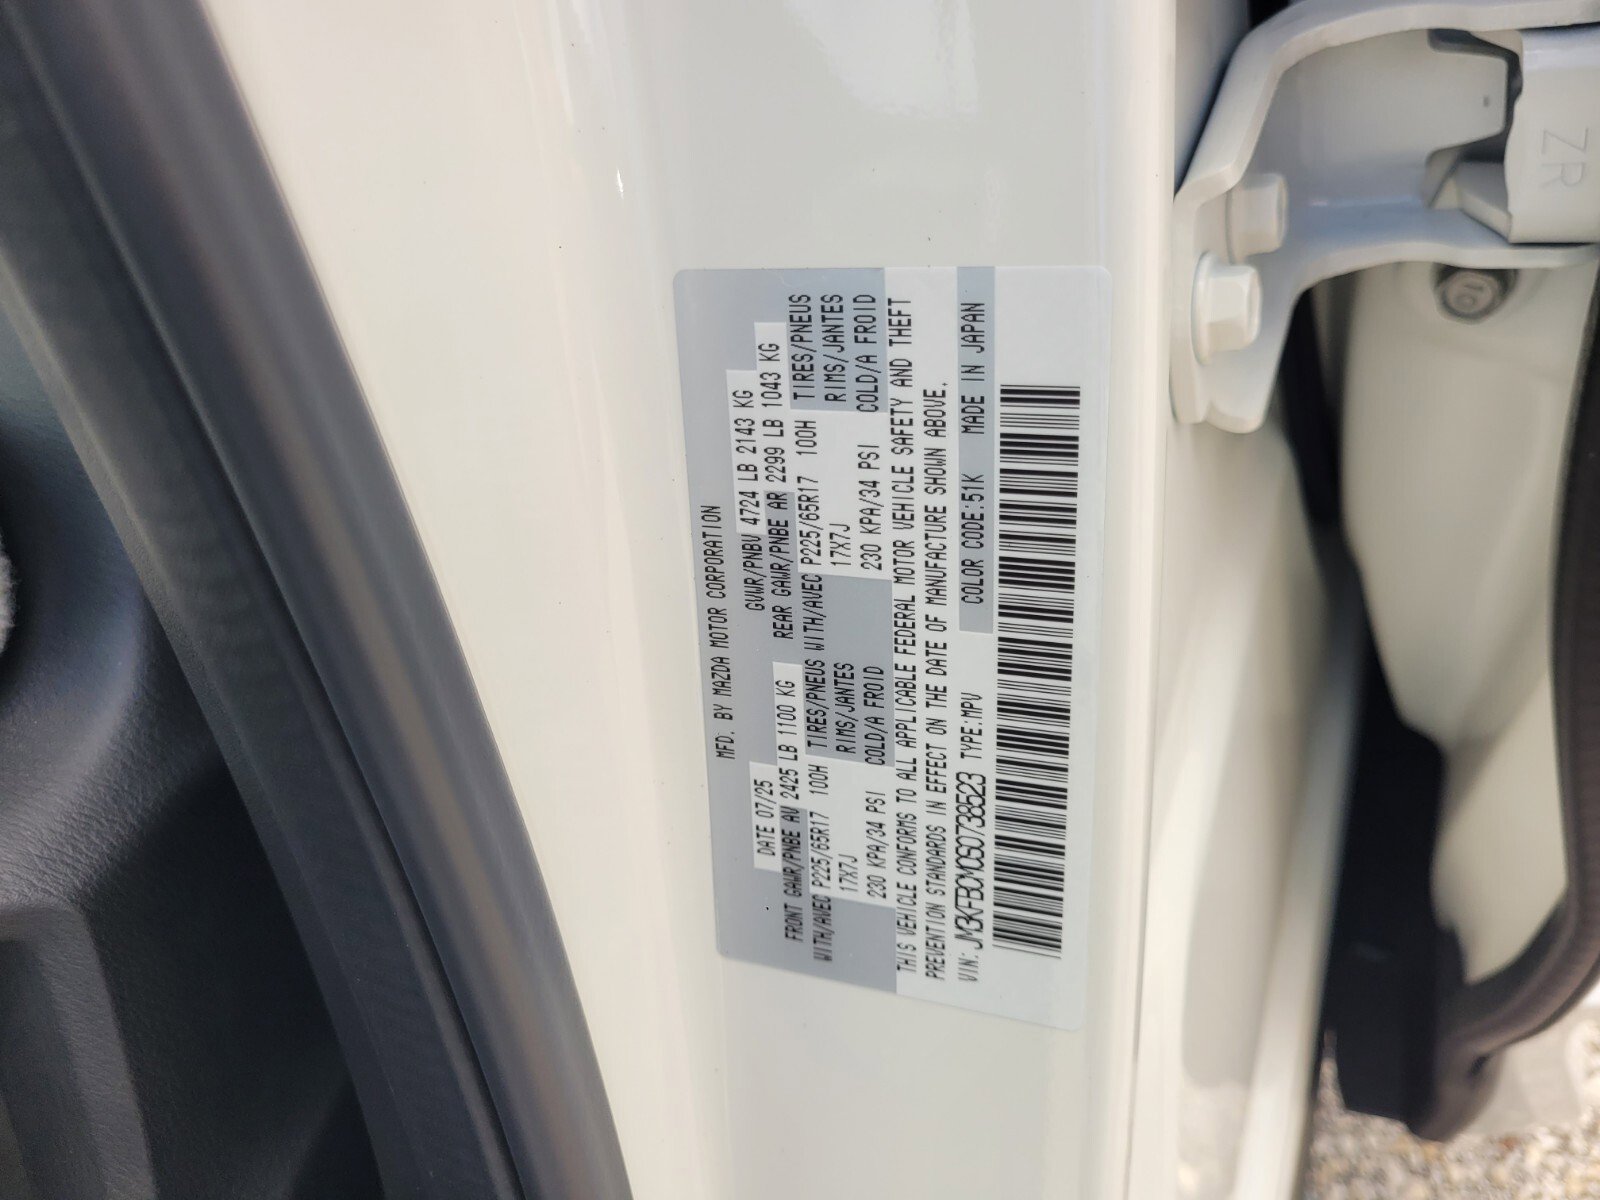 MFD. BY MAZDA MOTOR CORPORATION
DATE 07/25 GVWR/PNBV 4724 LB 2143 KG
FRONT GAWR/PNBE AV 2425 LB 1100 KG REAR GAWR/PNBE AR 2299 LB 1043 KG
WITH/AVEC P225/65R17 100H TIRES/PNEUS WITH/AVEC P225/65R17 100H TIRES/PNEUS
17X7J RIMS/JANTES 17X7J RIMS/JANTES
230 KPA/34 PSI COLD/A FROID 230 KPA/34 PSI COLD/A FROID
THIS VEHICLE CONFORMS TO ALL APPLICABLE FEDERAL MOTOR VEHICLE SAFETY AND THEFT
PREVENTION STANDARDS IN EFFECT ON THE DATE OF MANUFACTURE SHOWN ABOVE.
VIN: JM3KFBCM0S0738523 TYPE:MPV COLOR CODE:51K MADE IN JAPAN
ZR
10